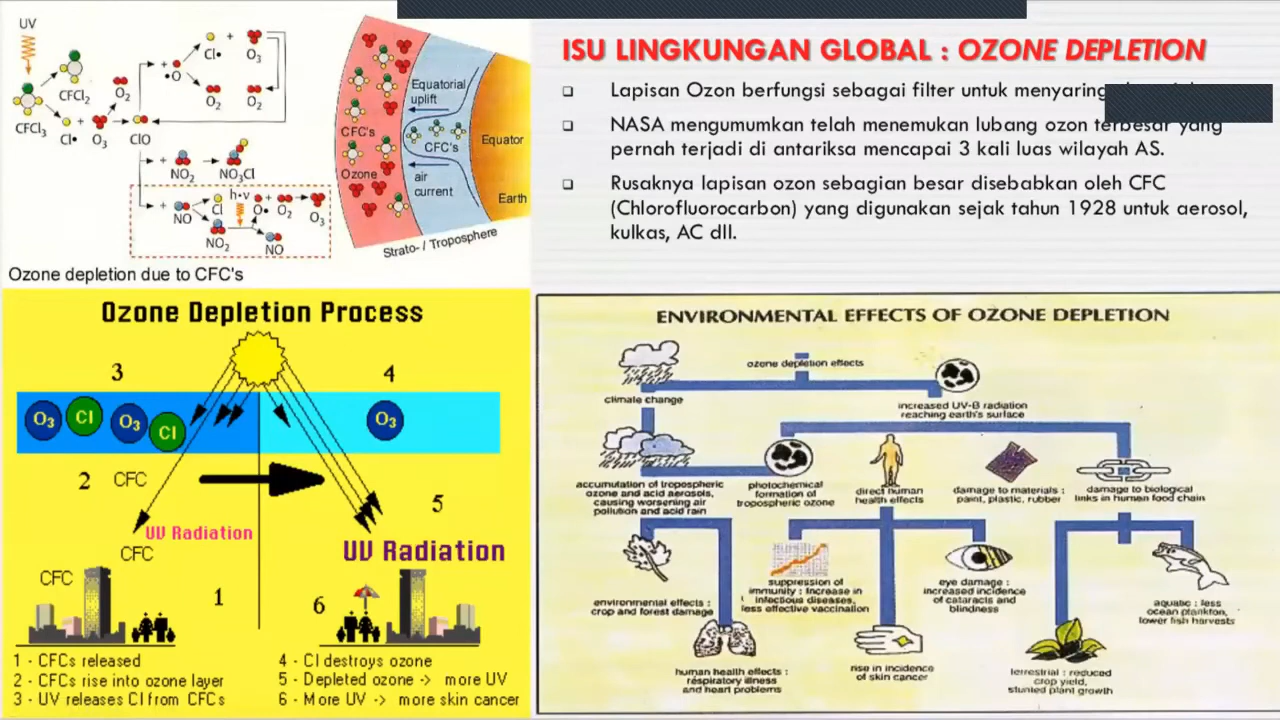 ISU LINGKUNGAN GLOBAL : OZONE DEPLETION
Lapisan Ozon berfungsi sebagai filter untuk menyaring
NASA mengumumkan telah menemukan lubang ozon terbesar yang
pernah terjadi di antariksa mencapai 3 kali luas wilayah AS.
Rusaknya lapisan ozon sebagian besar disebabkan oleh CFC
(Chlorofluorocarbon) yang digunakan sejak tahun 1928 untuk aerosol,
kulkas, AC dll.
UV
CFCl3
CFCl2
Cl•
O3
O2
ClO
•O
Cl•
O3
O2
O2
NO2
NO3Cl
NO
Cl
NO2
h·ν
O•
O2
O3
NO
Equatorial
uplift
CFC's
CFC's
Ozone
air
current
Equator
Earth
Strato- / Troposphere
Ozone depletion due to CFC's
Ozone Depletion Process
3
4
O3
Cl
O3
Cl
O3
2
CFC
5
UV Radiation
CFC
UV Radiation
CFC
1
6
1 - CFCs released
2 - CFCs rise into ozone layer
3 - UV releases Cl from CFCs
4 - Cl destroys ozone
5 - Depleted ozone -> more UV
6 - More UV -> more skin cancer
ENVIRONMENTAL EFFECTS OF OZONE DEPLETION
ozone depletion effects
climate change
increased UV-B radiation
reaching earth's surface
accumulation of tropospheric
ozone and acid aerosols,
causing worsening air
pollution and acid rain
photochemical
formation of
tropospheric ozone
direct human
health effects
damage to materials :
paint, plastic, rubber
damage to biological
links in human food chain
environmental effects :
crop and forest damage
suppression of
immunity : increase in
infectious diseases,
less effective vaccination
eye damage :
increased incidence
of cataracts and
blindness
aquatic : less
ocean plankton,
lower fish harvests
human health effects :
respiratory illness
and heart problems
rise in incidence
of skin cancer
terrestrial : reduced
crop yield,
stunted plant growth